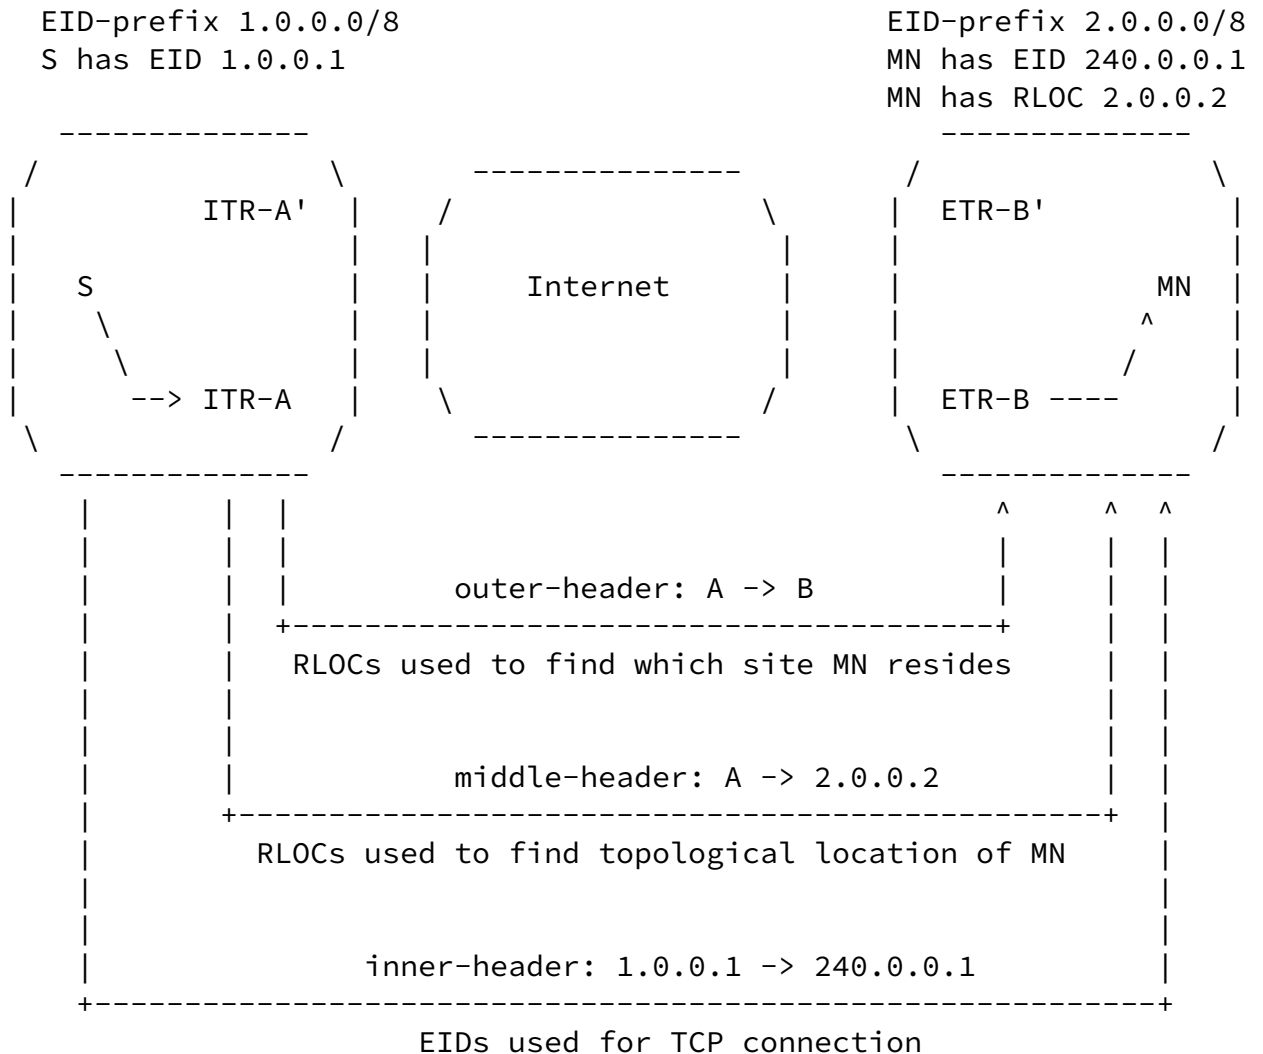 EID-prefix 1.0.0.0/8 EID-prefix 2.0.0.0/8
S has EID 1.0.0.1 MN has EID 240.0.0.1
MN has RLOC 2.0.0.2
ITR-A' ETR-B'
S Internet MN
--> ITR-A ETR-B ----
outer-header: A -> B
RLOCs used to find which site MN resides
middle-header: A -> 2.0.0.2
RLOCs used to find topological location of MN
inner-header: 1.0.0.1 -> 240.0.0.1
EIDs used for TCP connection